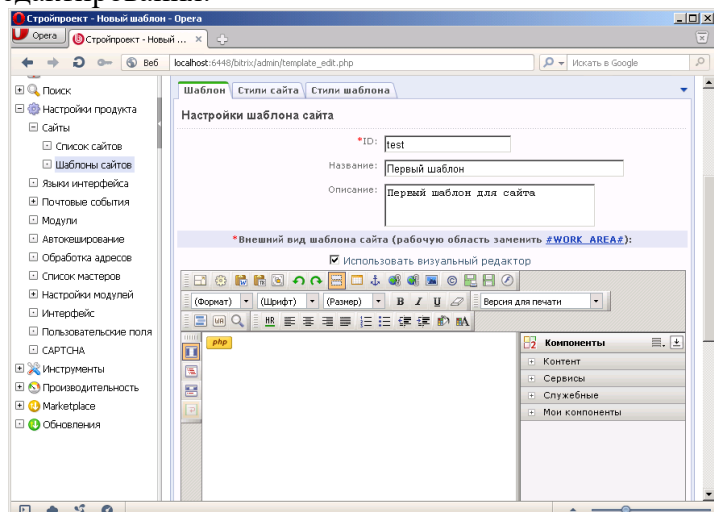 Стройпроект - Новый шаблон - Opera
Opera
Стройпроект - Новый ...
Веб
localhost:6448/bitrix/admin/template_edit.php
Искать в Google
Поиск
Настройки продукта
Сайты
Список сайтов
Шаблоны сайтов
Языки интерфейса
Почтовые события
Модули
Автокеширование
Обработка адресов
Список мастеров
Настройки модулей
Интерфейс
Пользовательские поля
CAPTCHA
Инструменты
Производительность
Marketplace
Обновления
Шаблон
Стили сайта
Стили шаблона
Настройки шаблона сайта
*ID:
test
Название:
Первый шаблон
Описание:
Первый шаблон для сайта
*Внешний вид шаблона сайта (рабочую область заменить #WORK_AREA#):
Использовать визуальный редактор
(Формат)
(Шрифт)
(Размер)
B I U
Версия для печати
HR
php
Компоненты
Контент
Сервисы
Служебные
Мои компоненты